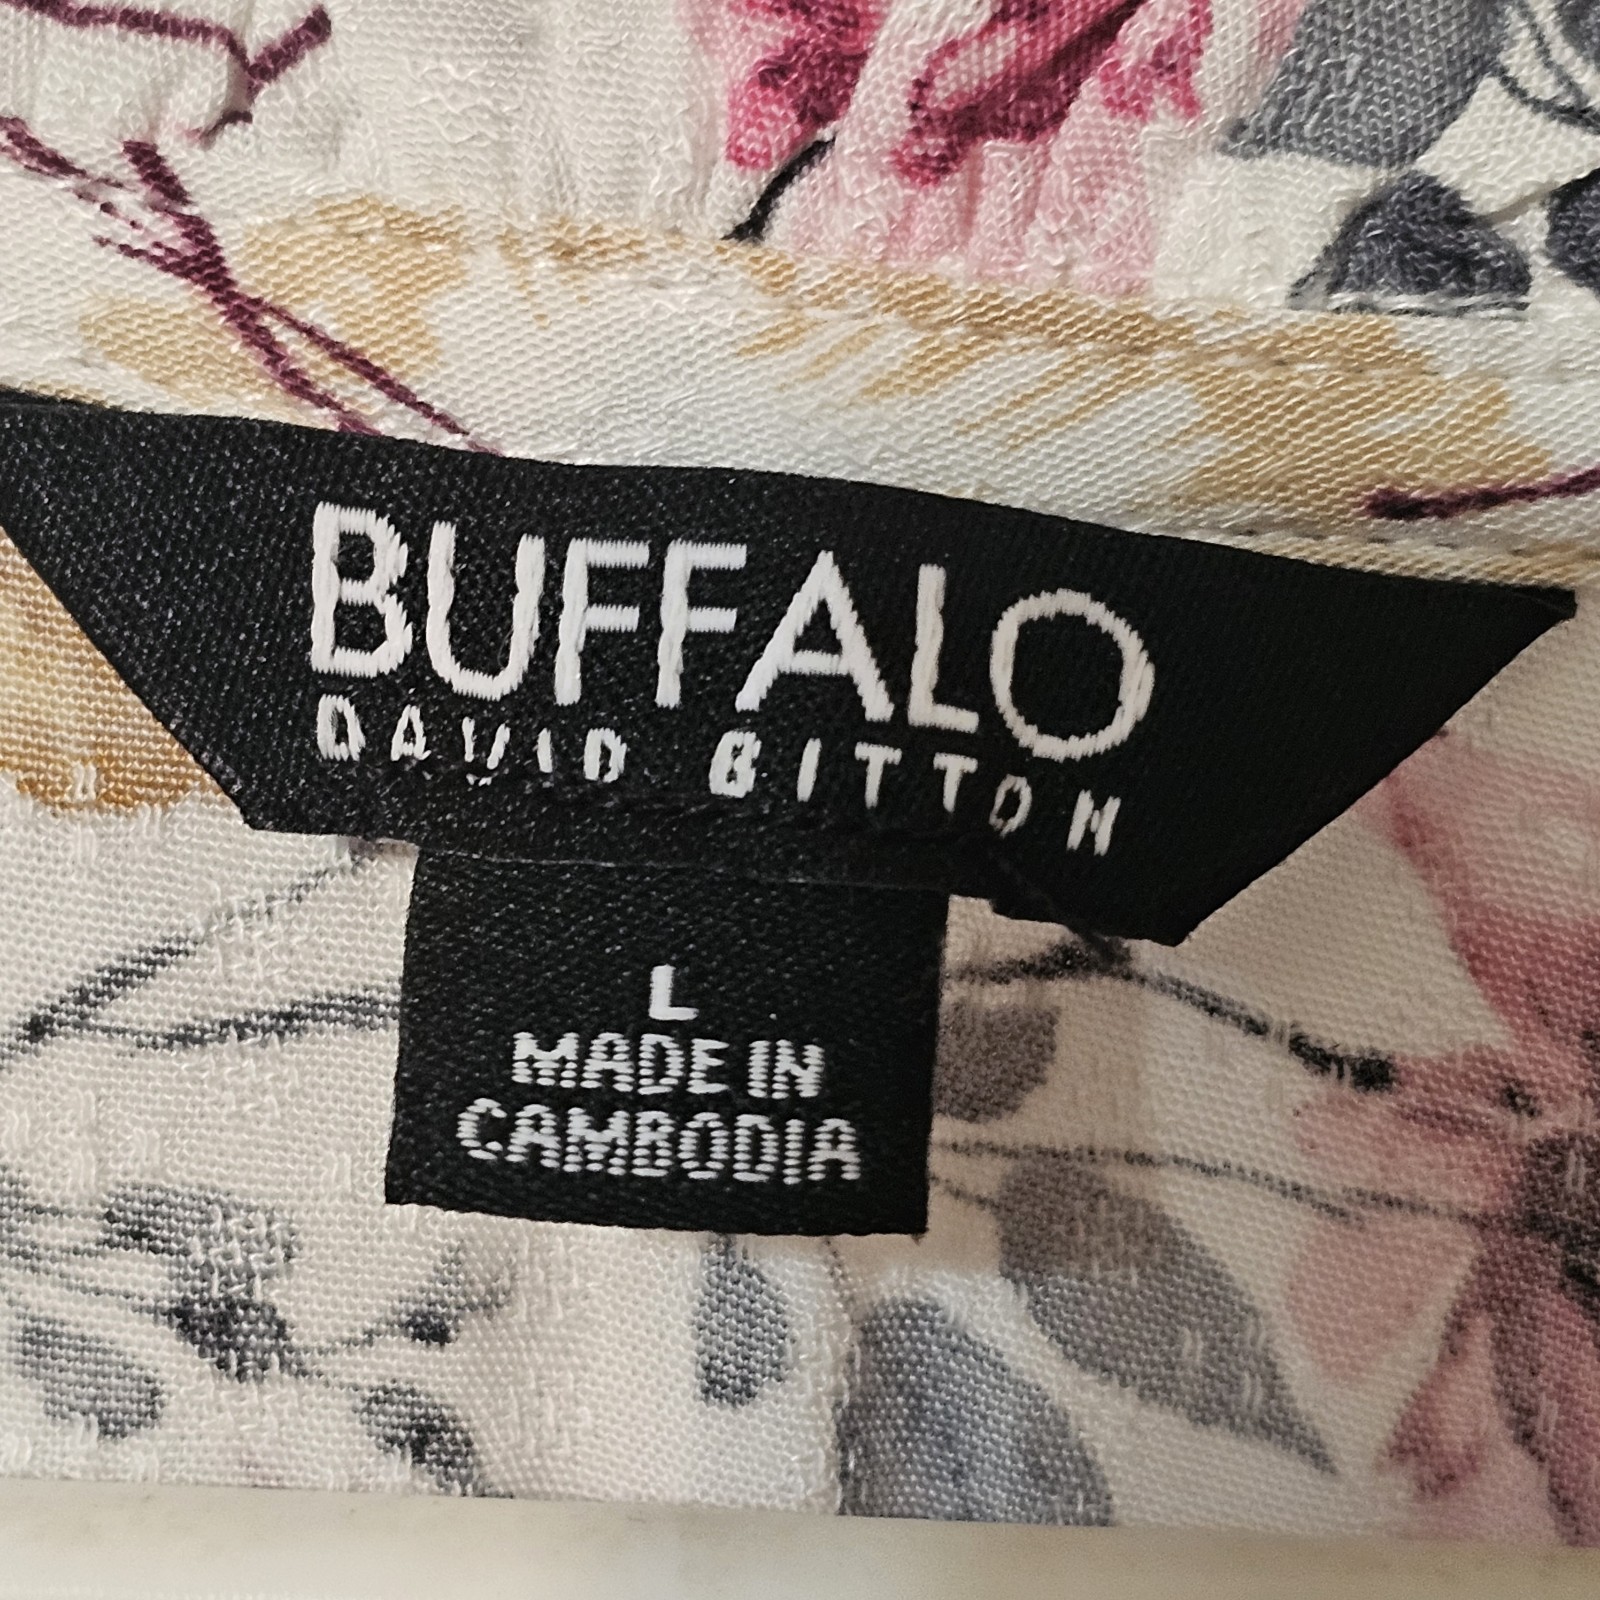 BUFFALO
DAVID BITTON
L
MADE IN
CAMBODIA